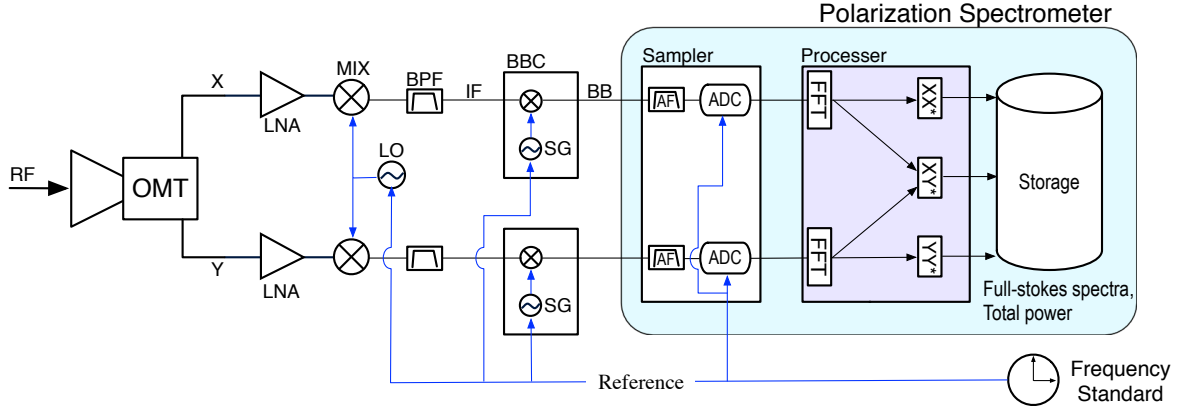 Polarization Spectrometer
RF
OMT
X
LNA
MIX
BPF
IF
BBC
SG
BB
Sampler
AF
ADC
Processer
FFT
XX*
LO
XY*
Storage
Y
LNA
SG
AF
ADC
FFT
YY*
Full-stokes spectra,
Total power
Reference
Frequency
Standard